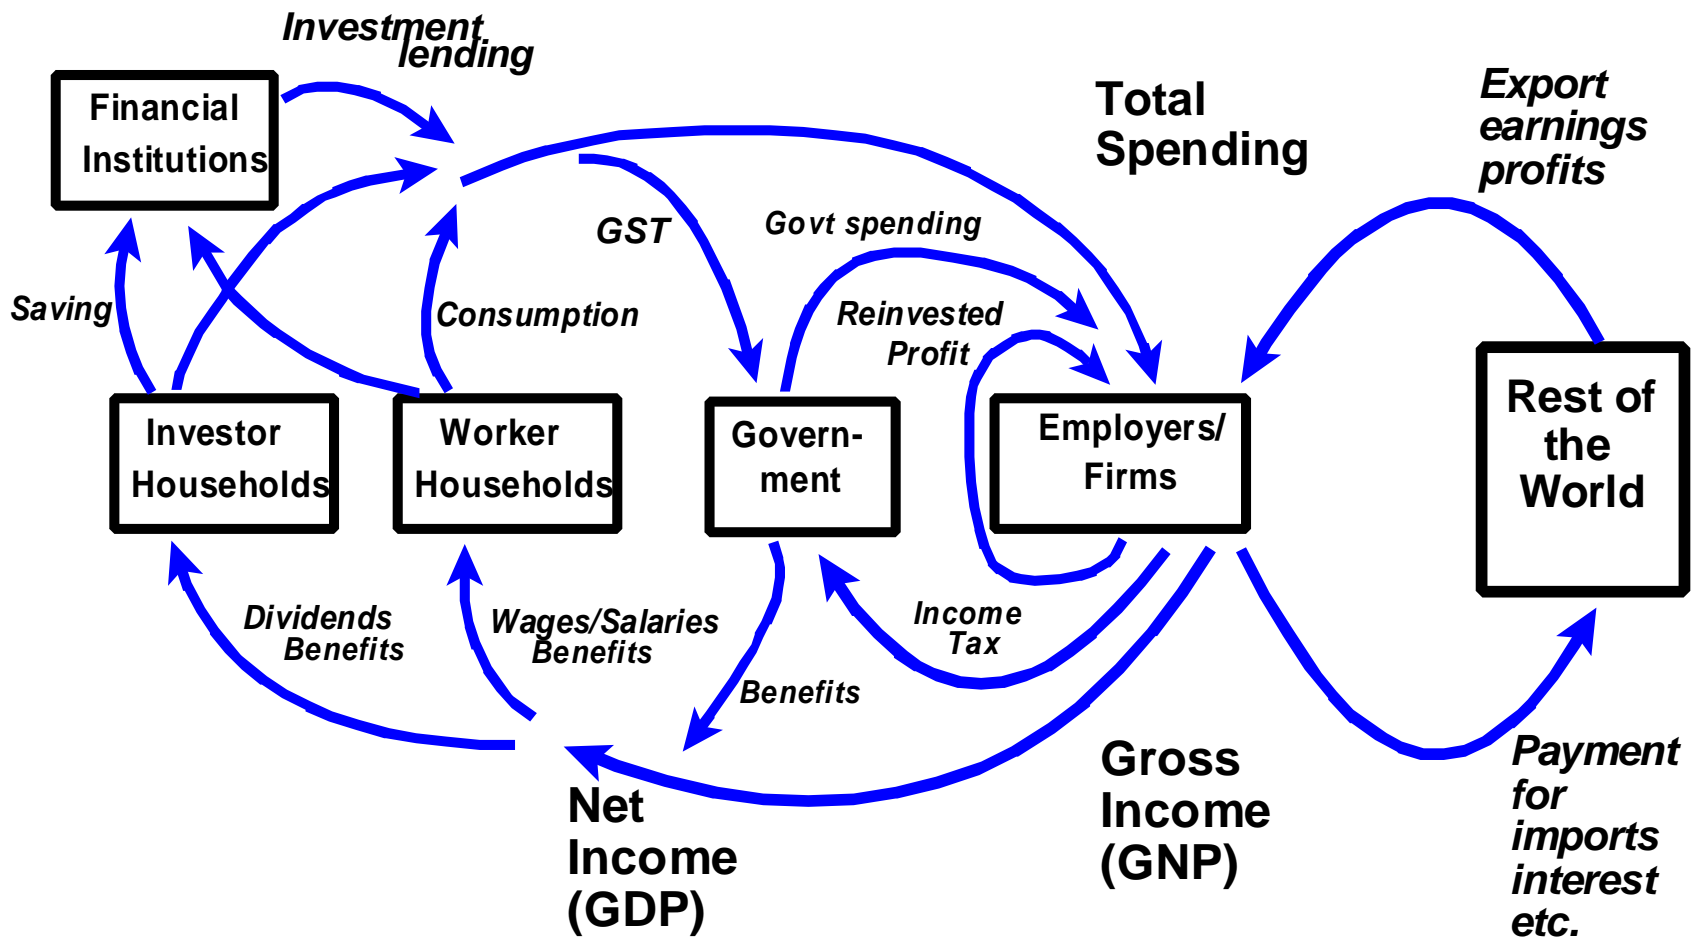 Investment
lending
Financial
Institutions
Total
Spending
Export
earnings
profits
GST
Govt spending
Saving
Consumption
Reinvested
Profit
Investor
Households
Worker
Households
Govern-
ment
Employers/
Firms
Rest of
the
World
Dividends
Benefits
Wages/Salaries
Benefits
Income
Tax
Benefits
Net
Income
(GDP)
Gross
Income
(GNP)
Payment
for
imports
interest
etc.